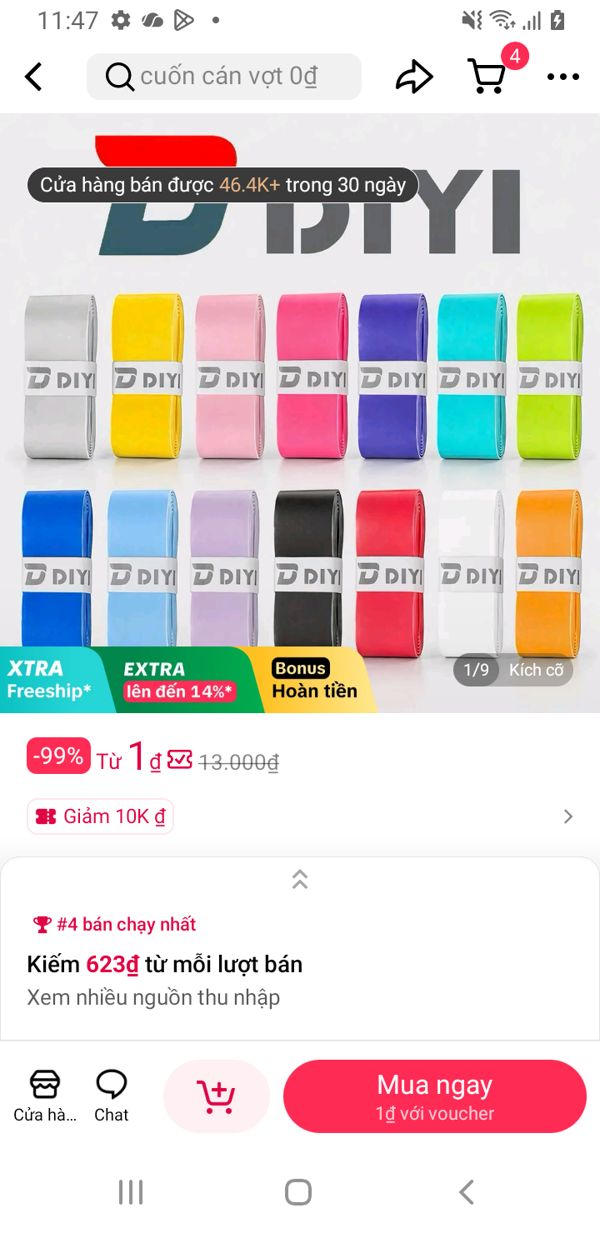 11:47
cuốn cán vợt 0₫
4
Cửa hàng bán được 46.4K+ trong 30 ngày
DIYI
DIYI DIYI DIYI DIYI DIYI DIYI DIYI
DIYI DIYI DIYI DIYI DIYI DIYI DIYI
XTRA
Freeship*
EXTRA
lên đến 14%*
Bonus
Hoàn tiền
1/9 Kích cỡ
-99% Từ 1₫ 13.000₫
Giảm 10K ₫
#4 bán chạy nhất
Kiếm 623₫ từ mỗi lượt bán
Xem nhiều nguồn thu nhập
Cửa hà...
Chat
Mua ngay
1₫ với voucher